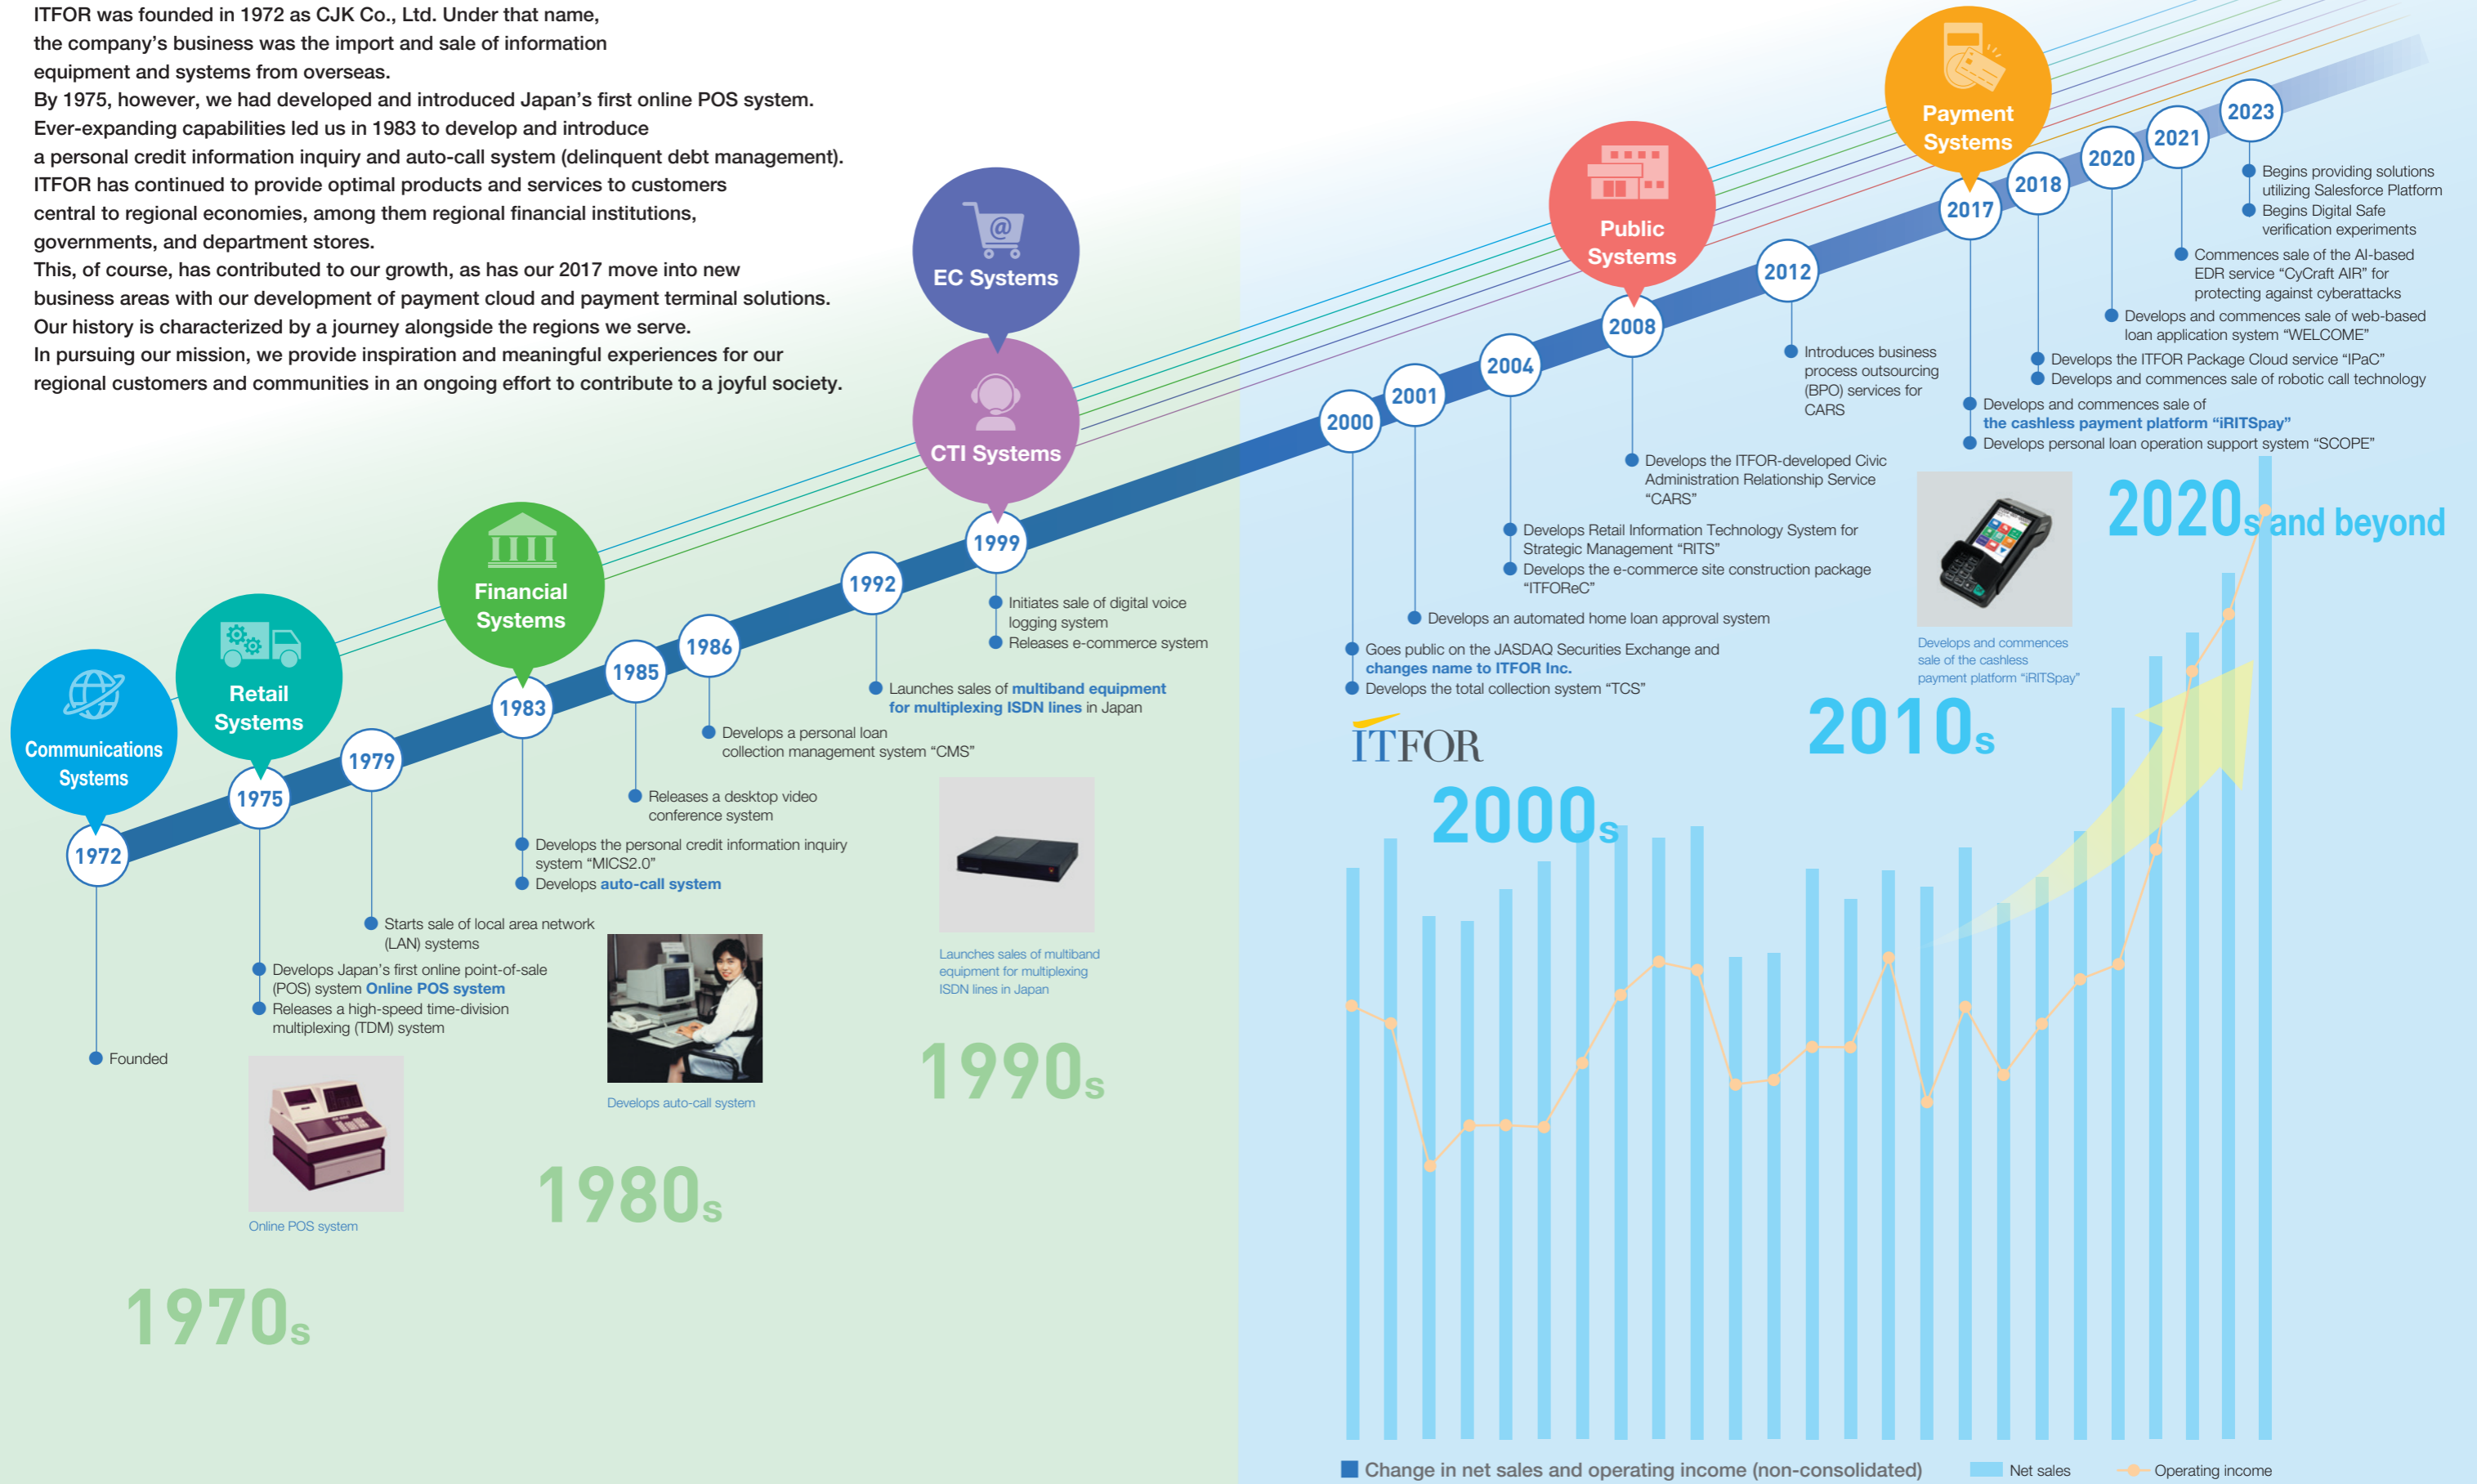 ITFOR was founded in 1972 as CJK Co., Ltd. Under that name,
the company’s business was the import and sale of information
equipment and systems from overseas.
By 1975, however, we had developed and introduced Japan’s first online POS system.
Ever-expanding capabilities led us in 1983 to develop and introduce
a personal credit information inquiry and auto-call system (delinquent debt management).
ITFOR has continued to provide optimal products and services to customers
central to regional economies, among them regional financial institutions,
governments, and department stores.
This, of course, has contributed to our growth, as has our 2017 move into new
business areas with our development of payment cloud and payment terminal solutions.
Our history is characterized by a journey alongside the regions we serve.
In pursuing our mission, we provide inspiration and meaningful experiences for our
regional customers and communities in an ongoing effort to contribute to a joyful society.
Communications
Systems
1972
Founded
Retail
Systems
1975
Develops Japan’s first online point-of-sale
(POS) system Online POS system
Releases a high-speed time-division
multiplexing (TDM) system
Online POS system
1979
Starts sale of local area network
(LAN) systems
1970s
Financial
Systems
1983
Develops the personal credit information inquiry
system “MICS2.0”
Develops auto-call system
Develops auto-call system
1985
Releases a desktop video
conference system
1986
Develops a personal loan
collection management system “CMS”
1980s
1992
Launches sales of multiband equipment
for multiplexing ISDN lines in Japan
Launches sales of multiband
equipment for multiplexing
ISDN lines in Japan
EC Systems
CTI Systems
1999
Initiates sale of digital voice
logging system
Releases e-commerce system
1990s
2000
Goes public on the JASDAQ Securities Exchange and
changes name to ITFOR Inc.
Develops the total collection system “TCS”
ITFOR
2001
Develops an automated home loan approval system
2004
Develops Retail Information Technology System for
Strategic Management “RITS”
Develops the e-commerce site construction package
“ITFOReC”
Public
Systems
2008
Develops the ITFOR-developed Civic
Administration Relationship Service
“CARS”
2000s
2012
Introduces business
process outsourcing
(BPO) services for
CARS
Payment
Systems
2017
Develops and commences sale of
the cashless payment platform “iRITSpay”
Develops personal loan operation support system “SCOPE”
Develops and commences
sale of the cashless
payment platform “iRITSpay”
2018
Develops the ITFOR Package Cloud service “IPaC”
Develops and commences sale of robotic call technology
2010s
2020
Develops and commences sale of web-based
loan application system “WELCOME”
2021
Commences sale of the AI-based
EDR service “CyCraft AIR” for
protecting against cyberattacks
2023
Begins providing solutions
utilizing Salesforce Platform
Begins Digital Safe
verification experiments
2020s and beyond
Change in net sales and operating income (non-consolidated)
Net sales
Operating income